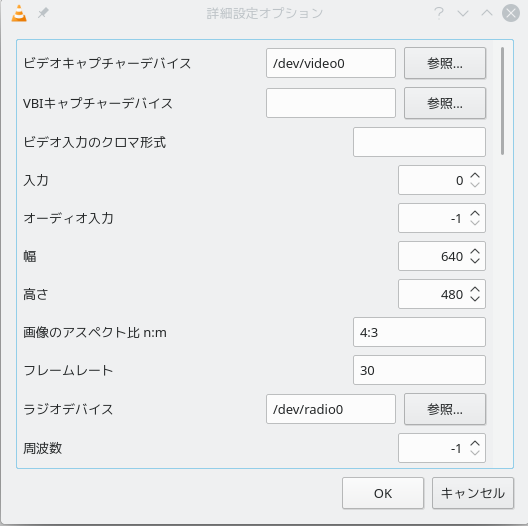 詳細設定オプション
ビデオキャプチャーデバイス /dev/video0 参照...
VBIキャプチャーデバイス 参照...
ビデオ入力のクロマ形式
入力 0
オーディオ入力 -1
幅 640
高さ 480
画像のアスペクト比 n:m 4:3
フレームレート 30
ラジオデバイス /dev/radio0 参照...
周波数 -1
OK キャンセル